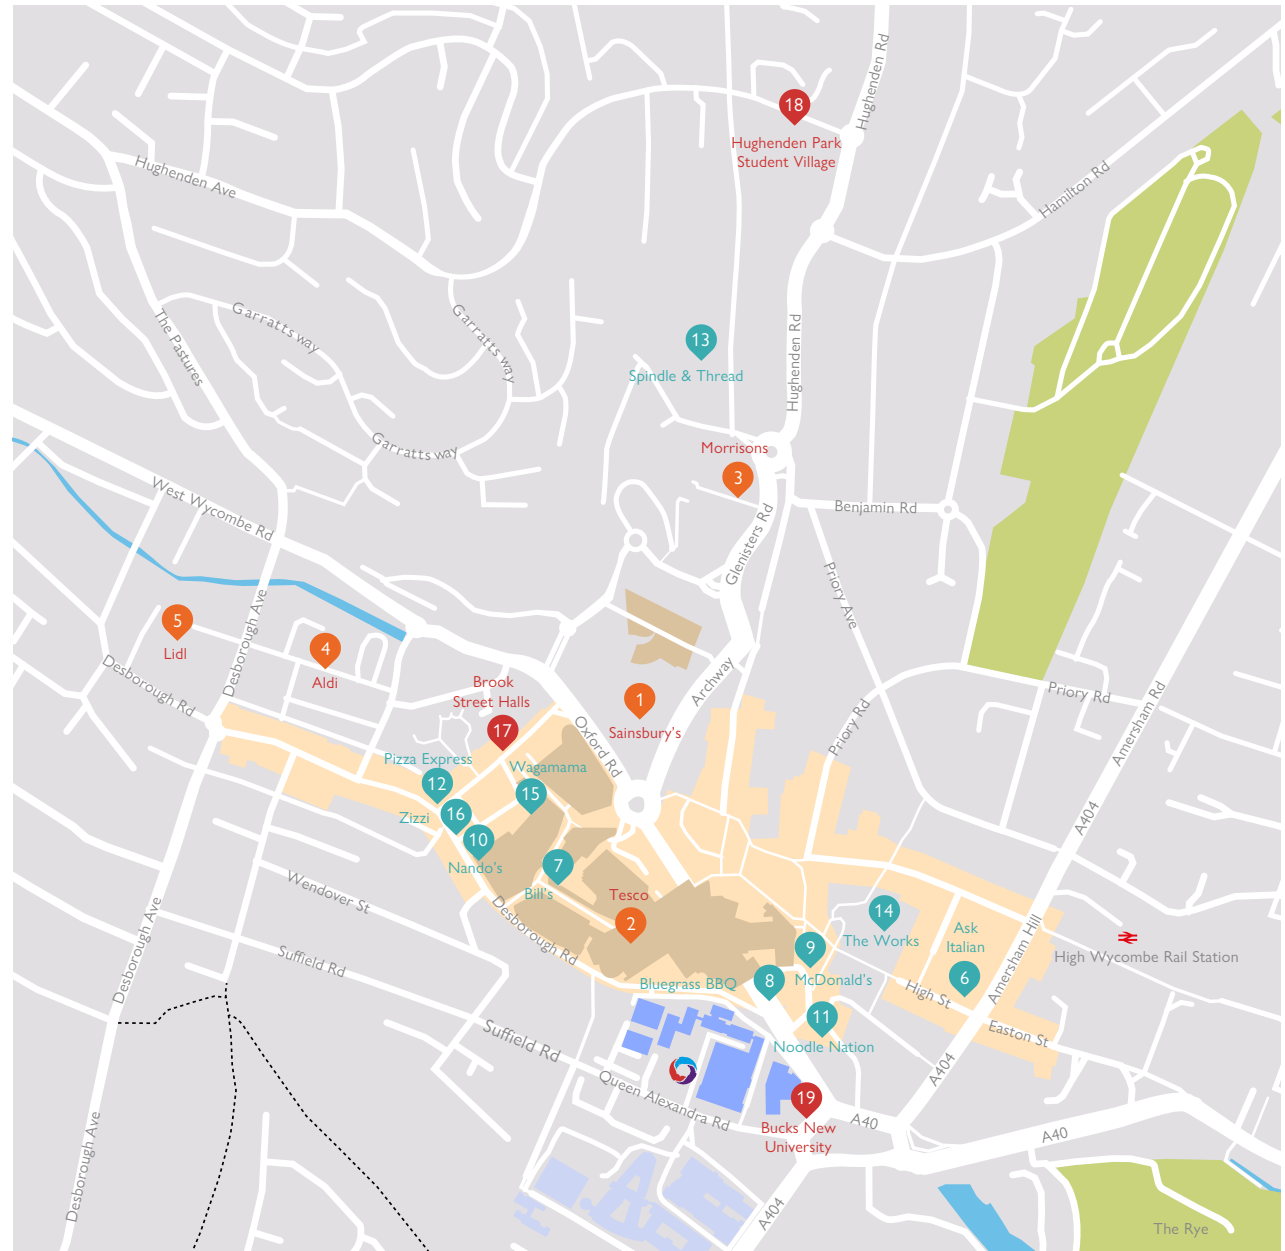 Hughenden Rd
18
Hughenden Park
Student Village
Hughenden Ave
Hamilton Rd
The Pastures
Garratts way
Garratts way
Garratts way
13
Spindle & Thread
Hughenden Rd
Morrisons
3
West Wycombe Rd
Benjamin Rd
Glenisters Rd
Priory Ave
5
Lidl
4
Aldi
Desborough Ave
Desborough Rd
Brook
Street Halls
17
1
Sainsbury's
Archway
Priory Rd
Priory Rd
Amersham Rd
Oxford Rd
Pizza Express
12
Wagamama
15
Zizzi
16
10
Nando's
7
Bill's
Tesco
2
A404
Wendover St
Desborough Rd
14
The Works
Ask
Italian
6
Amersham Hill
High Wycombe Rail Station
Desborough Ave
Suffield Rd
9
McDonald's
Bluegrass BBQ
8
High St
11
Noodle Nation
Easton St
Suffield Rd
Queen Alexandra Rd
A404
19
Bucks New
University
A40
A40
Desborough Ave
A404
The Rye